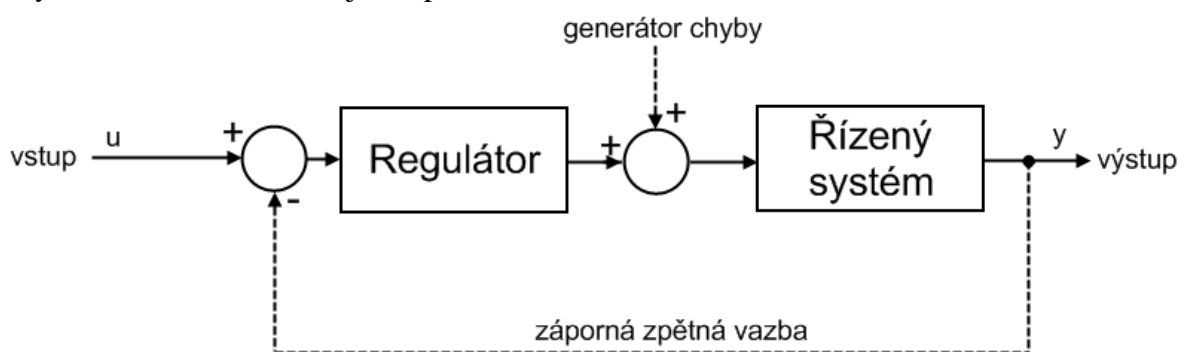 generátor chyby
+
+
+
-
vstup
u
Regulátor
Řízený
systém
y
výstup
záporná zpětná vazba